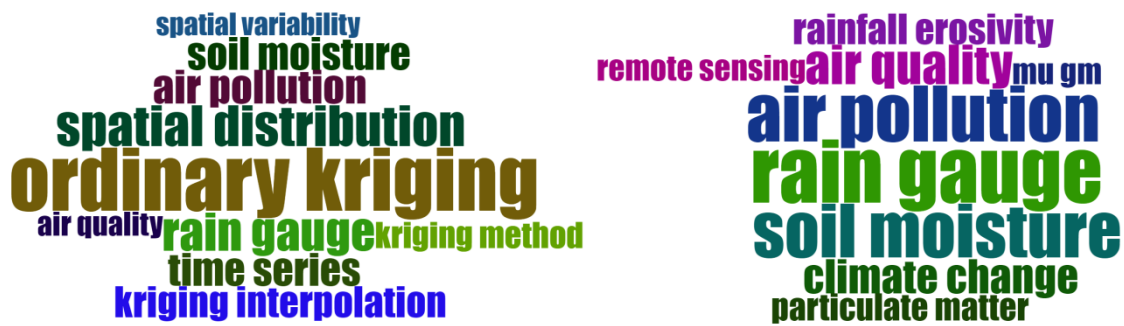 spatial variability
soil moisture
air pollution
spatial distribution
ordinary kriging
air quality rain gauge kriging method
time series
kriging interpolation
rainfall erosivity
remote sensing air quality mu gm
air pollution
rain gauge
soil moisture
climate change
particulate matter